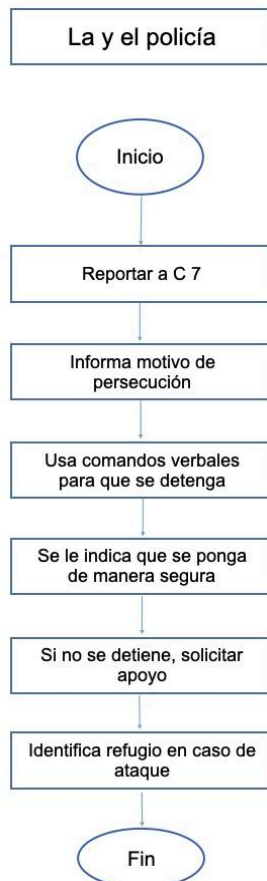 La y el policía
Inicio
Reportar a C 7
Informa motivo de
persecución
Usa comandos verbales
para que se detenga
Se le indica que se ponga
de manera segura
Si no se detiene, solicitar
apoyo
Identifica refugio en caso de
ataque
Fin